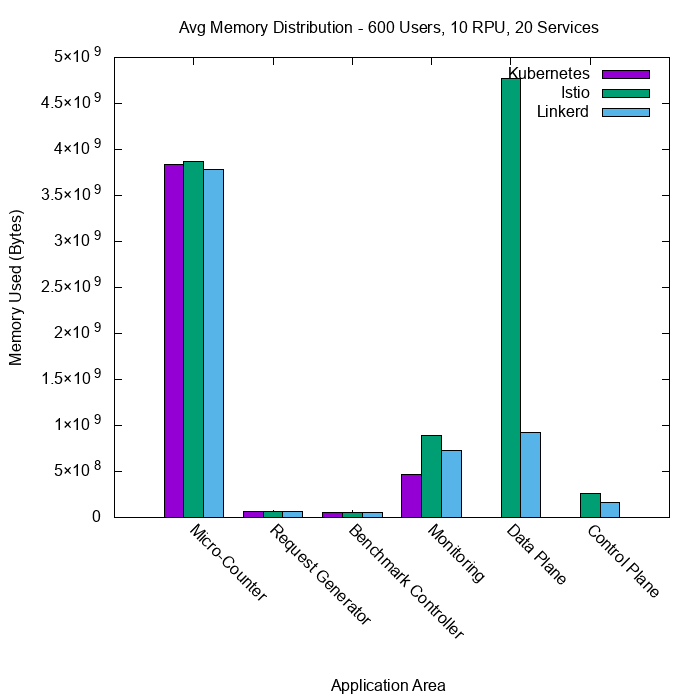 Avg Memory Distribution - 600 Users, 10 RPU, 20 Services
Kubernetes
Istio
Linkerd
Memory Used (Bytes)
5×10⁹
4.5×10⁹
4×10⁹
3.5×10⁹
3×10⁹
2.5×10⁹
2×10⁹
1.5×10⁹
1×10⁹
5×10⁸
0
Micro-Counter
Request Generator
Benchmark Controller
Monitoring
Data Plane
Control Plane
Application Area